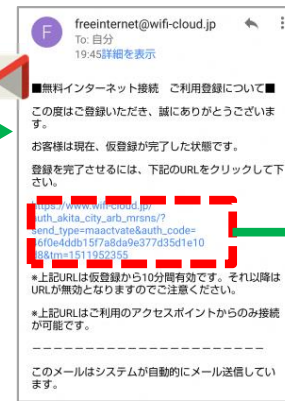 F
freeinternet@wifi-cloud.jp
To: 自分
19:45詳細を表示
■無料インターネット接続　ご利用登録について■
この度はご登録いただき、誠にありがとうございま
す。
お客様は現在、仮登録が完了した状態です。
登録を完了させるには、下記のURLをクリックして下
さい。
https://www.wifi-cloud.jp/
auth_akita_city_arb_mrsns/?
send_type=maactvate&auth_code=
6f0e4ddb15f7a8da9e377d35d1e10
8&tm=1511952355
*上記URLは仮登録から10分間有効です。それ以降は
URLが無効となりますのでご注意ください。
*上記URLはご利用のアクセスポイントからのみ接続
が可能です。
－－－－－－－－－－－－－－－－－－－－－－
このメールはシステムが自動的にメール送信してい
ます。